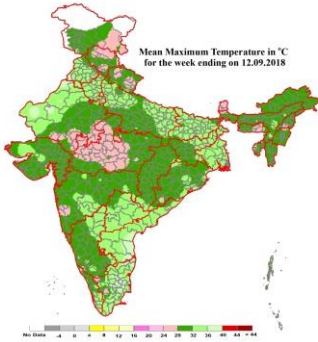 Mean Maximum Temperature in °C
for the week ending on 12.09.2018
No Data -4 0 4 8 12 16 20 24 28 32 36 40 44 > 44